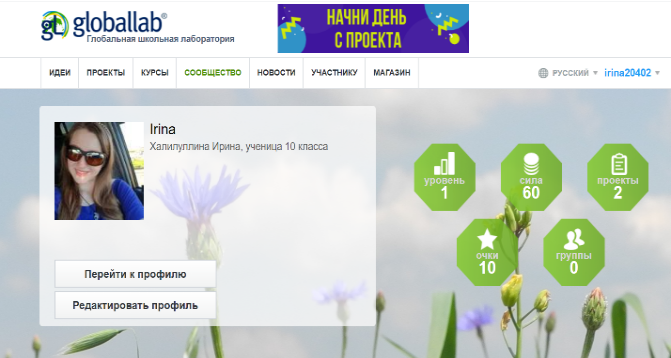 globallab®
Глобальная школьная лаборатория
НАЧНИ ДЕНЬ
С ПРОЕКТА
ИДЕИ ПРОЕКТЫ КУРСЫ СООБЩЕСТВО НОВОСТИ УЧАСТНИКУ МАГАЗИН РУССКИЙ irina20402
Irina
Халилуллина Ирина, ученица 10 класса
уровень
1
сила
60
проекты
2
очки
10
группы
0
Перейти к профилю
Редактировать профиль